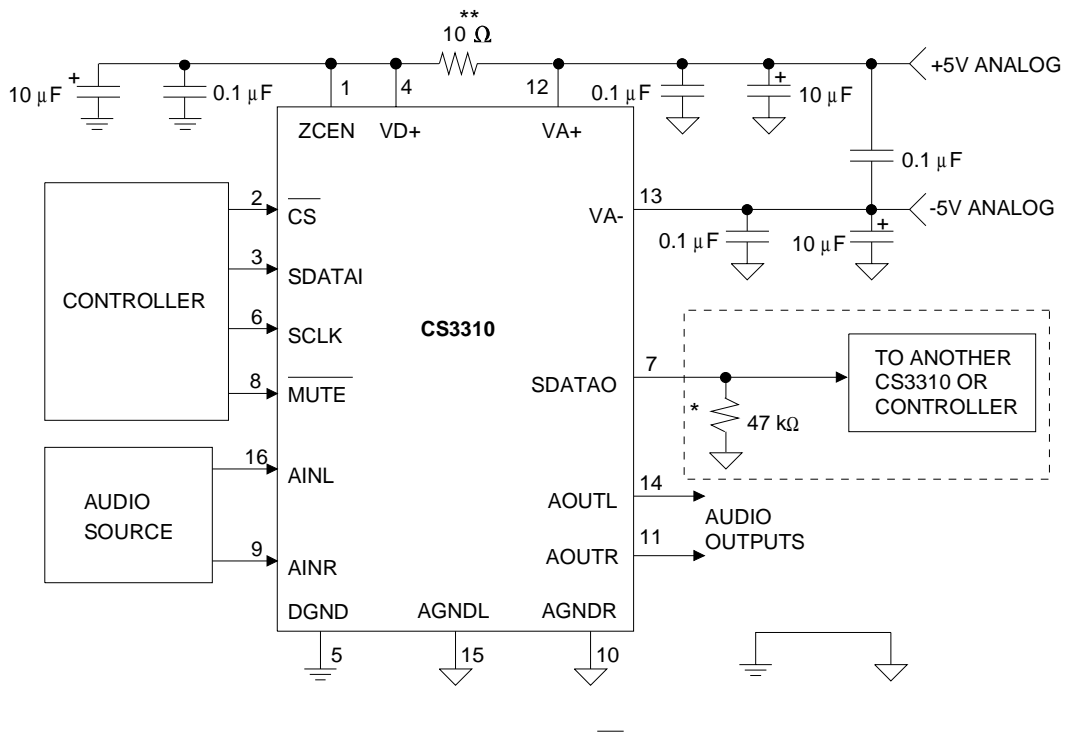 **
10 Ω
+5V ANALOG
+
10 μF
0.1 μF
1
4
12
0.1 μF
+
10 μF
ZCEN
VD+
VA+
0.1 μF
2
CS
13
VA-
-5V ANALOG
0.1 μF
10 μF
+
3
SDATAI
CONTROLLER
6
SCLK
CS3310
8
MUTE
7
SDATAO
TO ANOTHER
CS3310 OR
CONTROLLER
*
47 kΩ
16
AINL
14
AOUTL
AUDIO
SOURCE
AUDIO
OUTPUTS
9
AINR
11
AOUTR
DGND
AGNDL
AGNDR
5
15
10